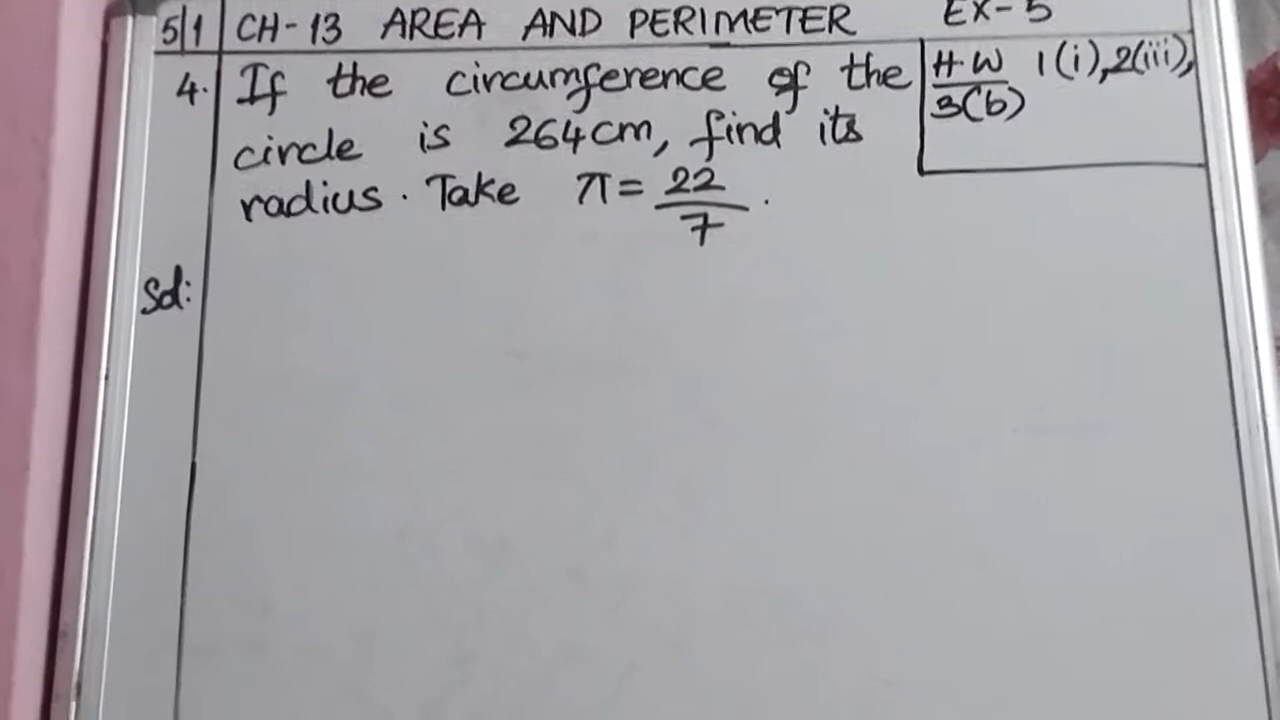 5/1 CH-13 AREA AND PERIMETER EX-5
4. If the circumference of the
circle is 264cm, find its
radius. Take π = 22/7.
H.W 1(i), 2(iii),
3(b)
Sol: